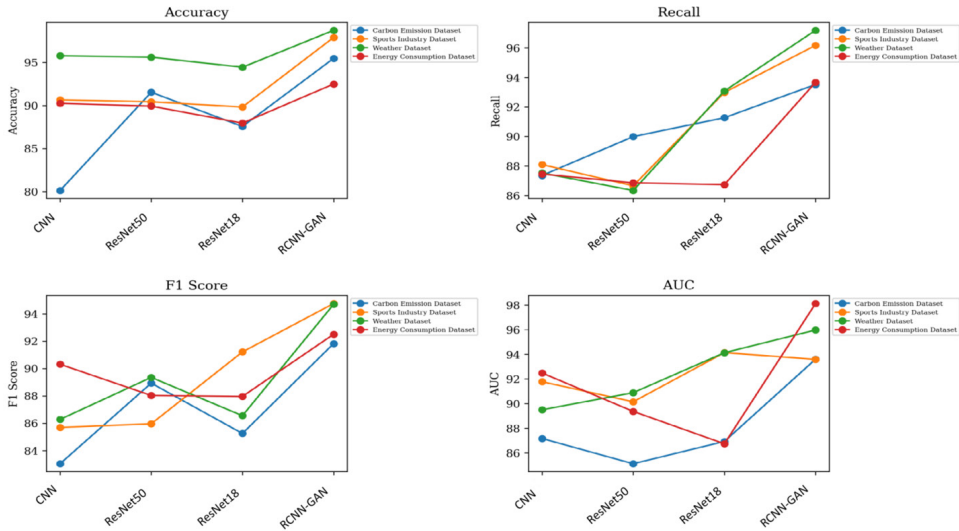 Accuracy
Accuracy
95
90
85
80
CNN
ResNet50
ResNet18
RCNN-GAN
Carbon Emission Dataset
Sports Industry Dataset
Weather Dataset
Energy Consumption Dataset
Recall
Recall
96
94
92
90
88
86
CNN
ResNet50
ResNet18
RCNN-GAN
Carbon Emission Dataset
Sports Industry Dataset
Weather Dataset
Energy Consumption Dataset
F1 Score
F1 Score
94
92
90
88
86
84
CNN
ResNet50
ResNet18
RCNN-GAN
Carbon Emission Dataset
Sports Industry Dataset
Weather Dataset
Energy Consumption Dataset
AUC
AUC
98
96
94
92
90
88
86
CNN
ResNet50
ResNet18
RCNN-GAN
Carbon Emission Dataset
Sports Industry Dataset
Weather Dataset
Energy Consumption Dataset